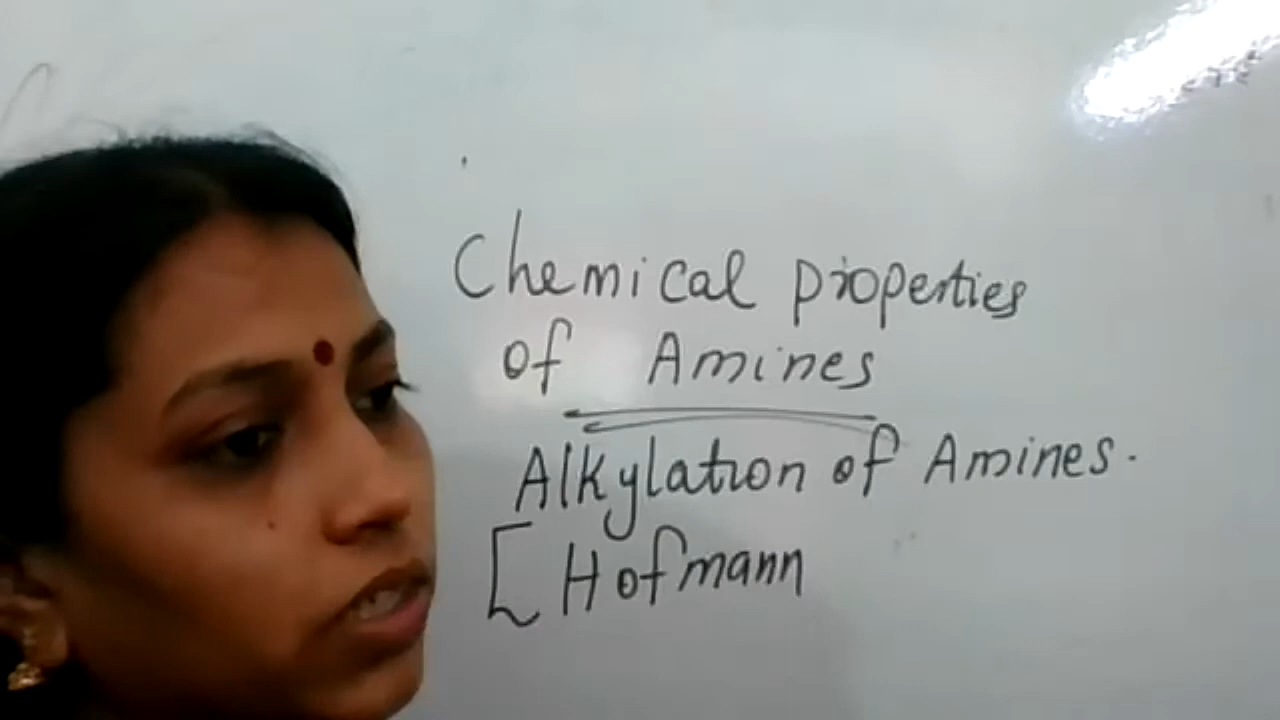 Chemical properties
of Amines
Alkylation of Amines.
[Hofmann